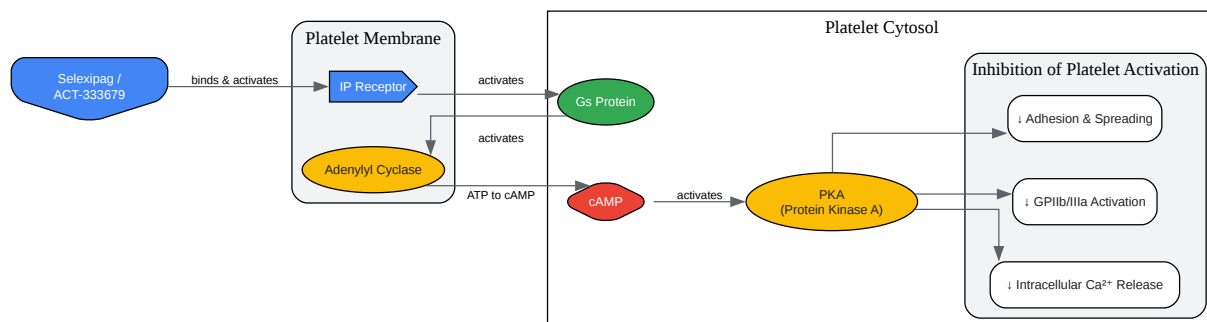 Platelet Cytosol
Platelet Membrane
Selexipag /
ACT-333679
binds & activates
IP Receptor
activates
Gs Protein
activates
Adenylyl Cyclase
ATP to cAMP
cAMP
activates
PKA
(Protein Kinase A)
Inhibition of Platelet Activation
↓ Adhesion & Spreading
↓ GPIIb/IIIa Activation
↓ Intracellular Ca²⁺ Release